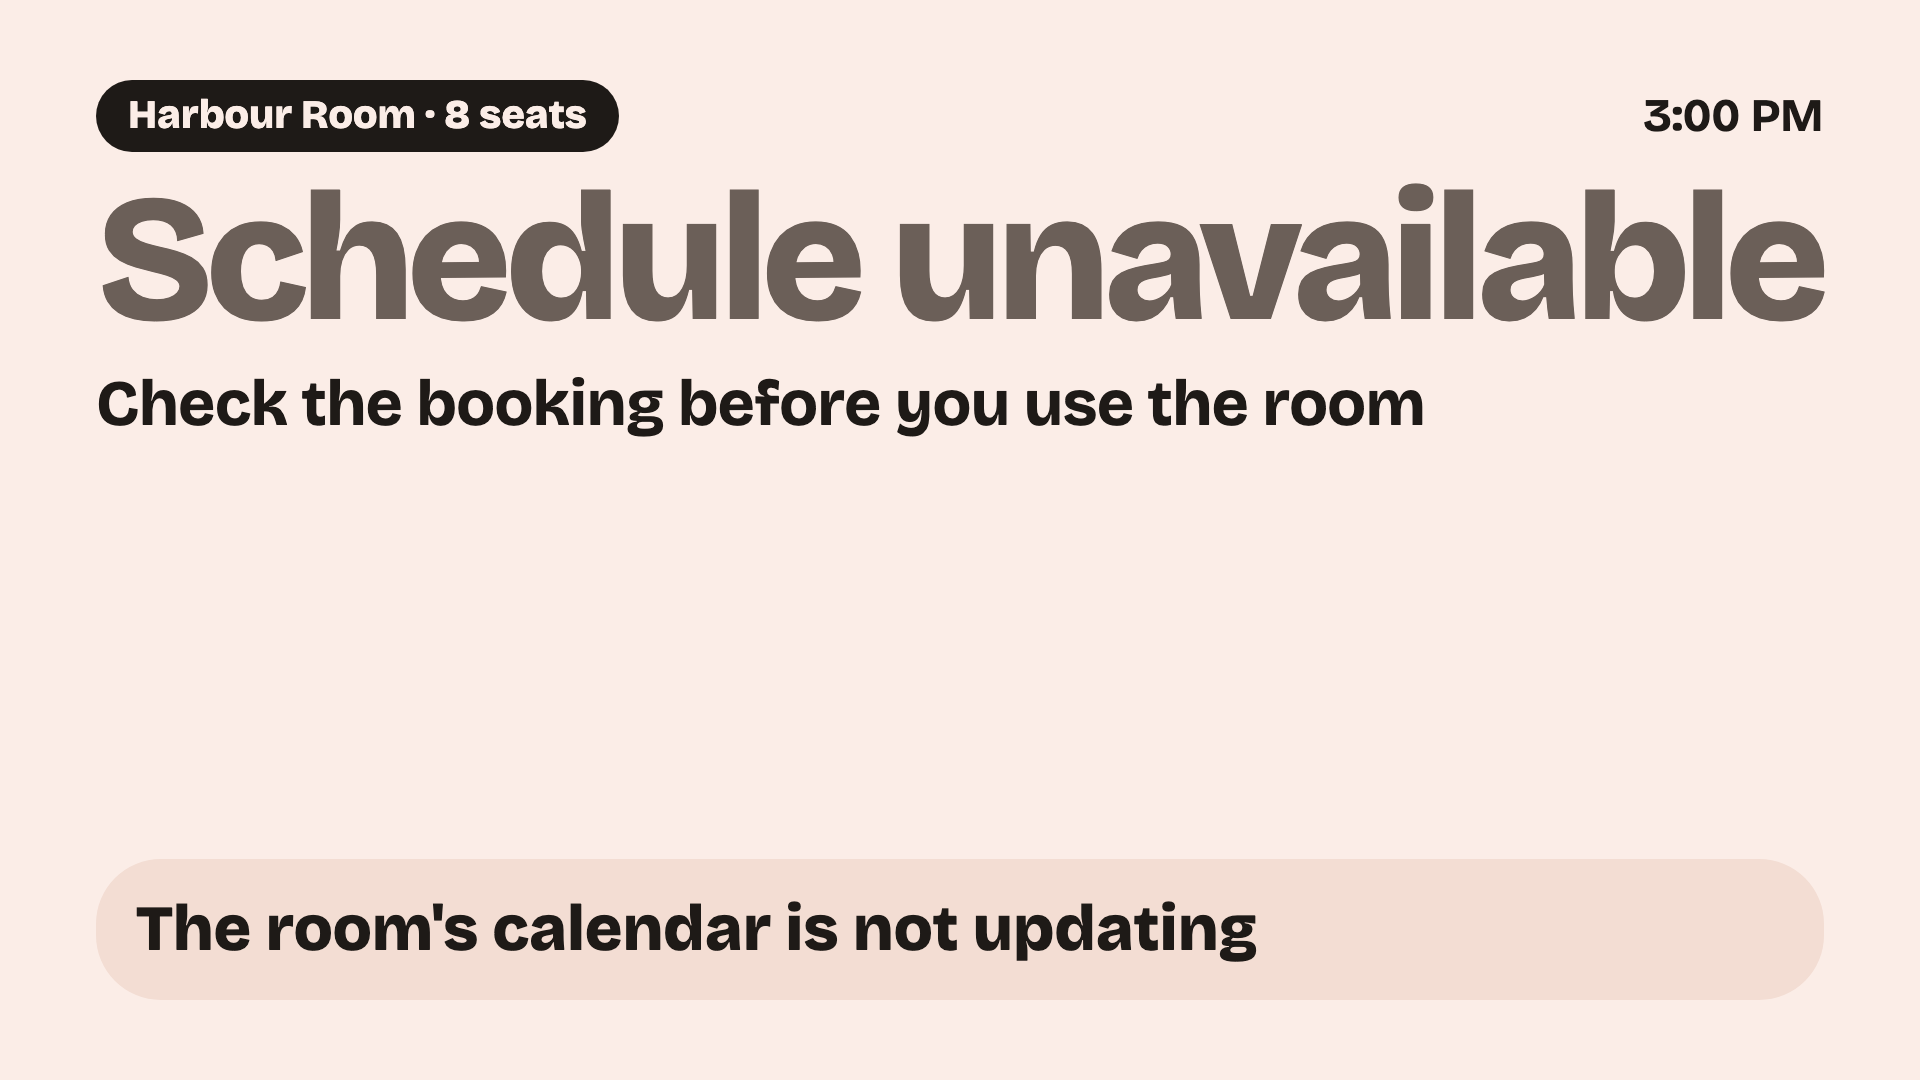 Harbour Room · 8 seats
3:00 PM
Schedule unavailable
Check the booking before you use the room
The room's calendar is not updating